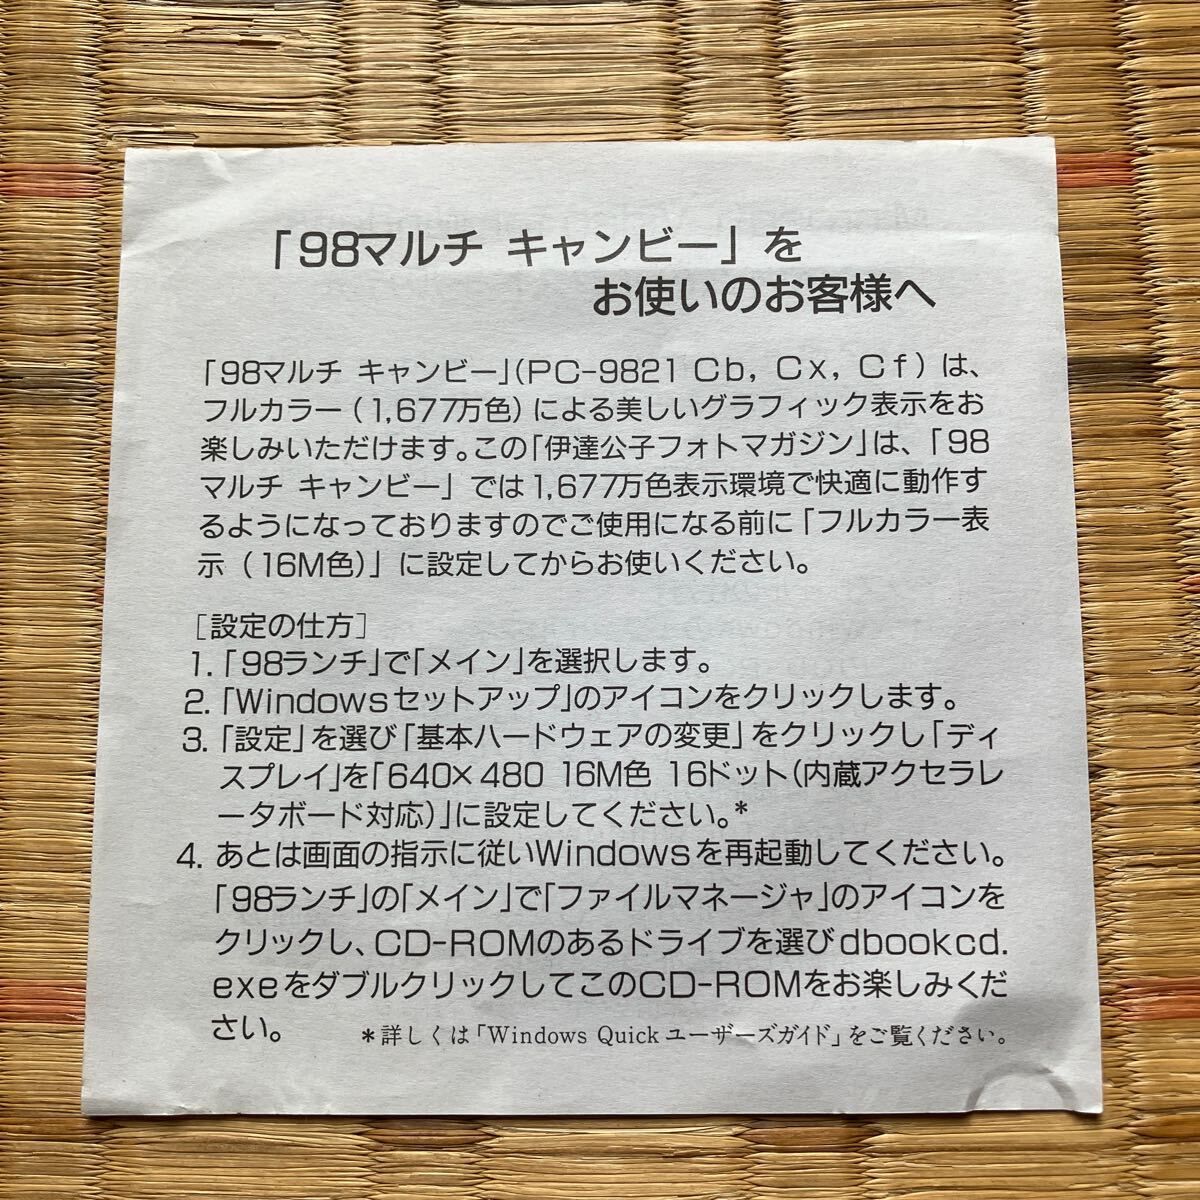 「98マルチ キャンビー」を
お使いのお客様へ
「98マルチ キャンビー」(PC-9821 Cb, Cx, Cf) は、
フルカラー (1,677万色) による美しいグラフィック表示をお
楽しみいただけます。この「伊達公子フォトマガジン」は、「98
マルチ キャンビー」では1,677万色表示環境で快適に動作す
るようになっておりますのでご使用になる前に「フルカラー表
示 (16M色)」に設定してからお使いください。
[設定の仕方]
1.「98ランチ」で「メイン」を選択します。
2.「Windowsセットアップ」のアイコンをクリックします。
3.「設定」を選び「基本ハードウェアの変更」をクリックし「ディ
スプレイ」を「640×480 16M色 16ドット(内蔵アクセラレ
ータボード対応)」に設定してください。*
4. あとは画面の指示に従いWindowsを再起動してください。
「98ランチ」の「メイン」で「ファイルマネージャ」のアイコンを
クリックし、CD-ROMのあるドライブを選びdbookcd.
exeをダブルクリックしてこのCD-ROMをお楽しみくだ
さい。
*詳しくは「Windows Quick ユーザーズガイド」をご覧ください。